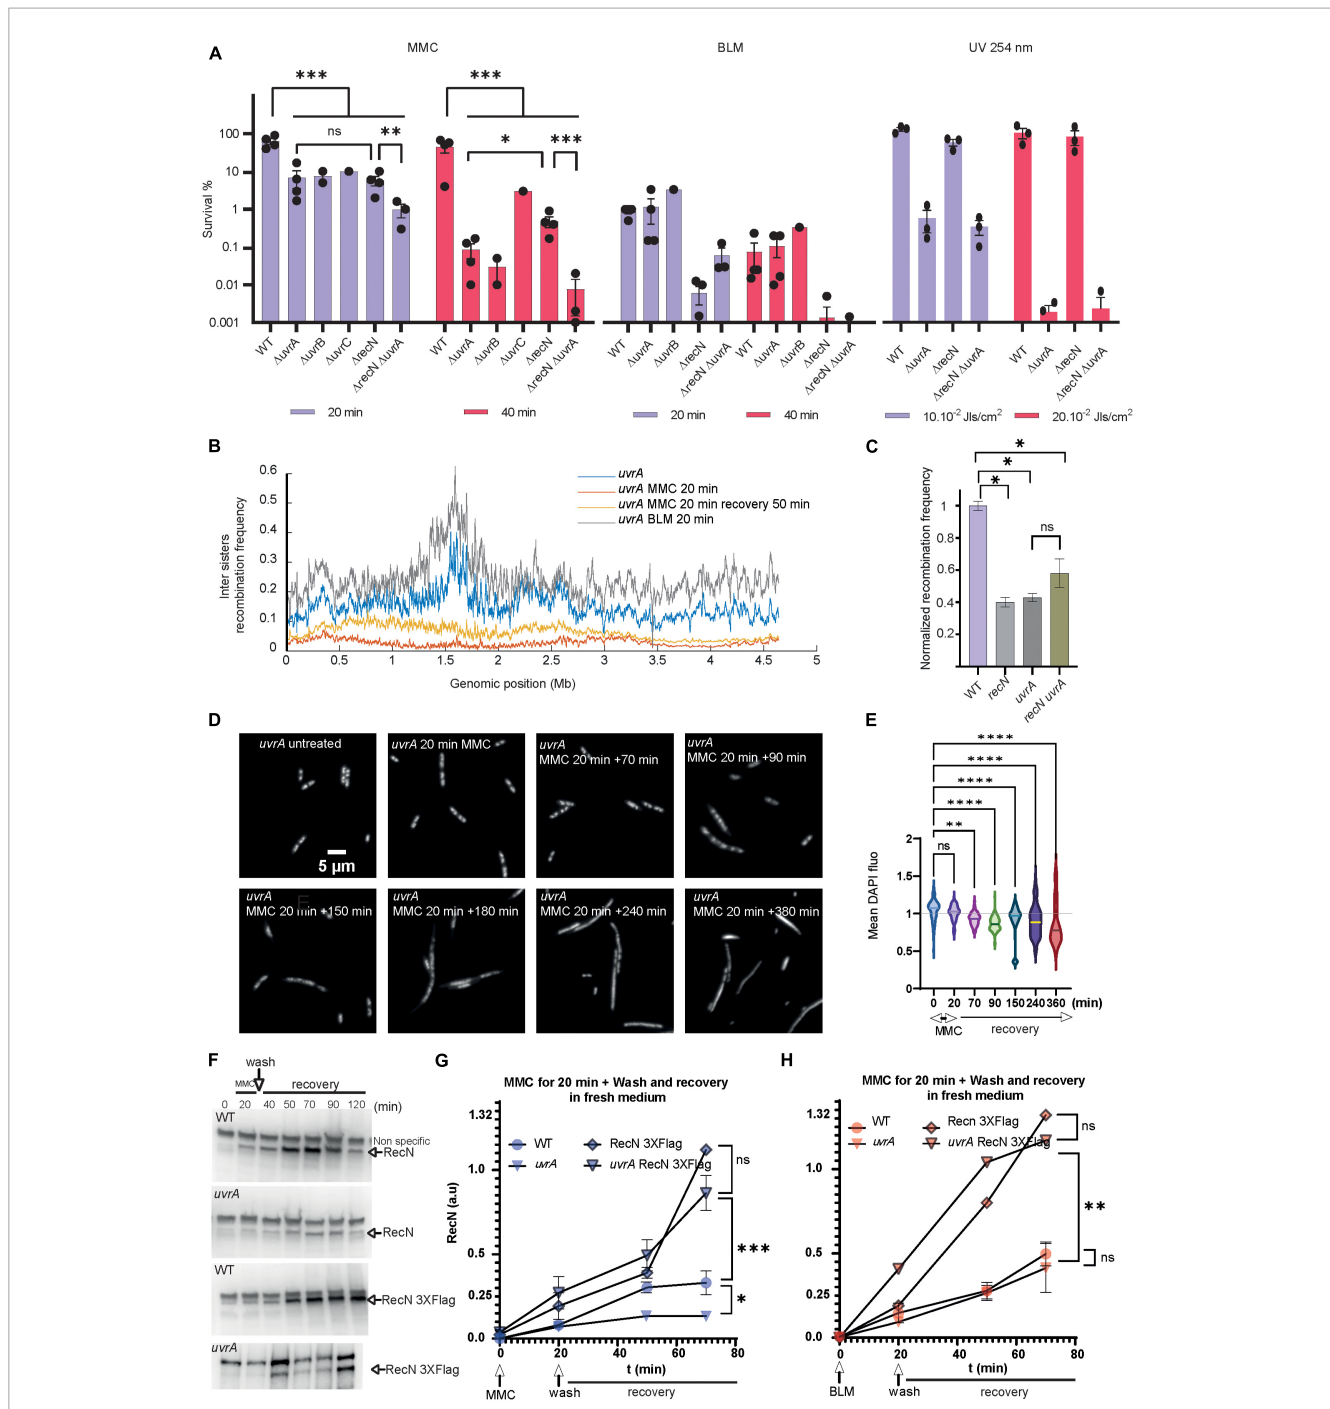 A
MMC
BLM
UV 254 nm
***
***
ns
**
*
***
Survival %
100
10
1
0.1
0.01
0.001
WT
ΔuvrA
ΔuvrB
ΔuvrC
ΔrecN
ΔrecN ΔuvrA
WT
ΔuvrA
ΔuvrB
ΔuvrC
ΔrecN
ΔrecN ΔuvrA
WT
ΔuvrA
ΔuvrB
ΔrecN
ΔrecN ΔuvrA
WT
ΔuvrA
ΔuvrB
ΔrecN
ΔrecN ΔuvrA
WT
ΔuvrA
ΔrecN
ΔrecN ΔuvrA
WT
ΔuvrA
ΔrecN
ΔrecN ΔuvrA
20 min
40 min
20 min
40 min
10.10⁻² Jls/cm²
20.10⁻² Jls/cm²
B
Inter sisters
recombination frequency
0.6
0.5
0.4
0.3
0.2
0.1
0
0 0.5 1 1.5 2 2.5 3 3.5 4 4.5 5
Genomic position (Mb)
uvrA
uvrA MMC 20 min
uvrA MMC 20 min recovery 50 min
uvrA BLM 20 min
C
Normalized recombination frequency
*
*
*
ns
1
0.8
0.6
0.4
0.2
WT
recN
uvrA
recN uvrA
D
uvrA untreated
5 μm
uvrA 20 min MMC
uvrA
MMC 20 min +70 min
uvrA
MMC 20 min +90 min
E
uvrA
MMC 20 min +150 min
uvrA
MMC 20 min +180 min
uvrA
MMC 20 min +240 min
uvrA
MMC 20 min +380 min
E
****
****
****
****
**
ns
Mean DAPI fluo
2
1.5
1
0.5
0
0 20 70 90 150 240 360 (min)
MMC
recovery
F
wash
MMC
recovery
0 20 40 50 70 90 120 (min)
WT
Non specific
RecN
uvrA
RecN
WT
RecN 3XFlag
uvrA
RecN 3XFlag
G
MMC for 20 min + Wash and recovery
in fresh medium
RecN (a.u)
1.32
1.0
0.5
0.25
0.0
WT
uvrA
RecN 3XFlag
uvrA RecN 3XFlag
ns
***
*
0 20 40 60 80
t (min)
MMC
wash
recovery
H
MMC for 20 min + Wash and recovery
in fresh medium
1.32
1.0
0.5
0.25
0.0
WT
uvrA
Recn 3XFlag
uvrA RecN 3XFlag
ns
**
ns
0 20 40 60 80
t (min)
BLM
wash
recovery